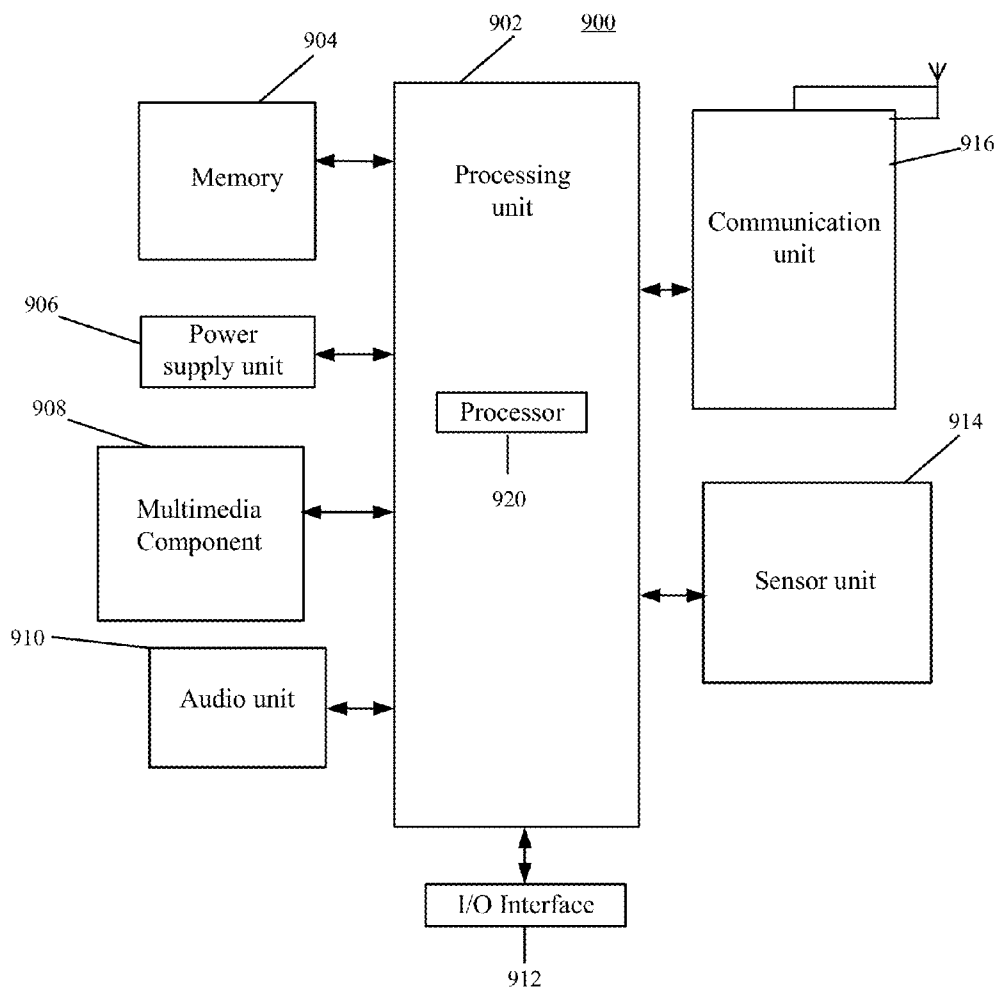 902
900
904
Memory
Processing
unit
916
Communication
unit
906
Power
supply unit
Processor
920
908
Multimedia
Component
914
Sensor unit
910
Audio unit
I/O Interface
912